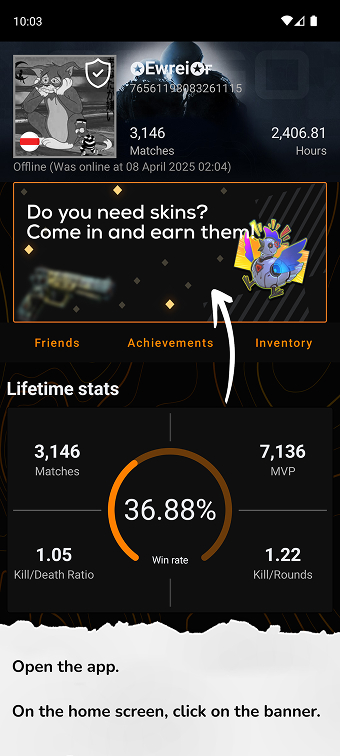 10:03
✪Ewrei✪r
76561198083261115
3,146
Matches
2,406.81
Hours
Offline (Was online at 08 April 2025 02:04)
Do you need skins?
Come in and earn them!
Friends
Achievements
Inventory
Lifetime stats
3,146
Matches
7,136
MVP
36.88%
Win rate
1.05
Kill/Death Ratio
1.22
Kill/Rounds
Open the app.
On the home screen, click on the banner.